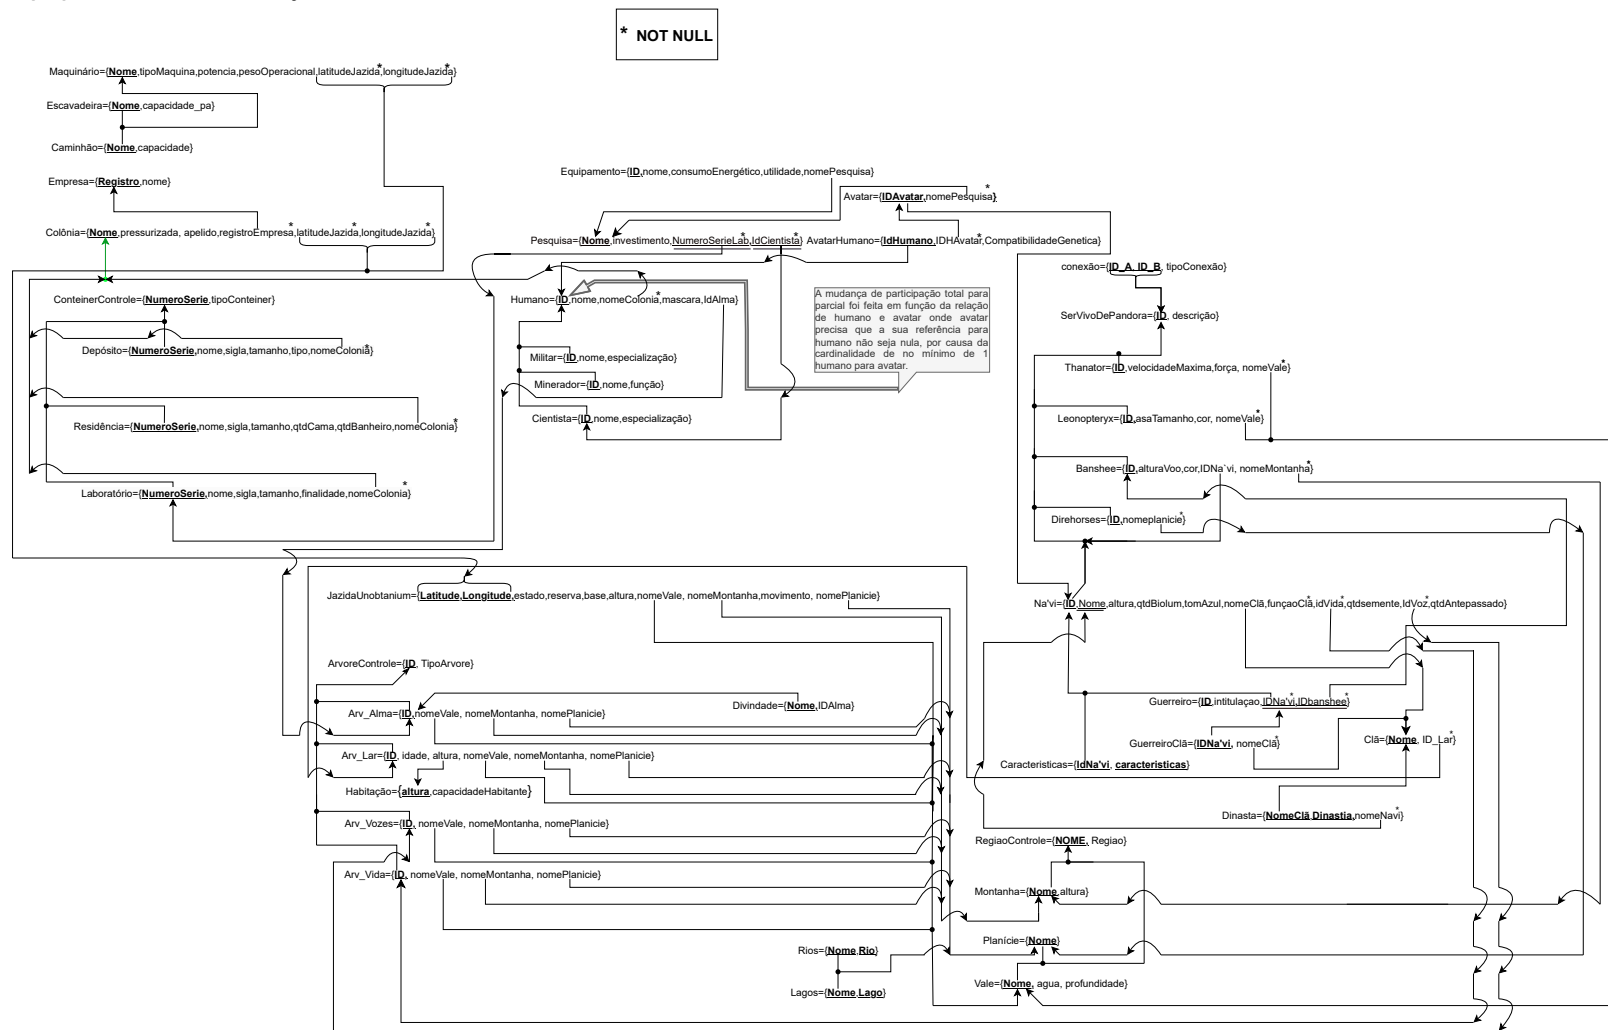 * NOT NULL
*
*
Maquinário={Nome,tipoMaquina,potencia,pesoOperacional,latitudeJazida,longitudeJazida}
Escavadeira={Nome,capacidade_pa}
Caminhão={Nome,capacidade}
Empresa={Registro,nome}
*
*
*
Colônia={Nome,pressurizada, apelido,registroEmpresa,latitudeJazida,longitudeJazida}
Equipamento={ID,nome,consumoEnergético,utilidade,nomePesquisa}
*
Avatar={IDAvatar,nomePesquisa}
*
*
Pesquisa={Nome,investimento,NumeroSerieLab,IdCientista}
*
AvatarHumano={IdHumano,IDHAvatar,CompatibilidadeGenetica}
conexão={ID_A, ID_B, tipoConexão}
ConteinerControle={NumeroSerie,tipoConteiner}
Humano={ID,nome,nomeColonia,mascara,IdAlma}
A mudança de participação total para
parcial foi feita em função da relação
de humano e avatar onde avatar
precisa que a sua referência para
humano não seja nula, por causa da
cardinalidade de no mínimo de 1
humano para avatar.
SerVivoDePandora={ID, descrição}
*
Depósito={NumeroSerie,nome,sigla,tamanho,tipo,nomeColonia}
Militar={ID,nome,especialização}
*
Thanator={ID,velocidadeMaxima,força, nomeVale}
Minerador={ID,nome,função}
*
Residência={NumeroSerie,nome,sigla,tamanho,qtdCama,qtdBanheiro,nomeColonia}
Cientista={ID,nome,especialização}
*
Leonopteryx={ID,asaTamanho,cor, nomeVale}
*
Banshee={ID,alturaVoo,cor,IDNa`vi, nomeMontanha}
*
Laboratório={NumeroSerie,nome,sigla,tamanho,finalidade,nomeColonia}
*
Direhorses={ID,nomeplanicie}
JazidaUnobtanium={Latitude,Longitude,estado,reserva,base,altura,nomeVale, nomeMontanha,movimento, nomePlanicie}
*
*
*
*
Na'vi={ID,Nome,altura,qtdBiolum,tomAzul,nomeClã,funçaoClã,idVida,qtdsemente,IdVoz,qtdAntepassado}
ArvoreControle={ID, TipoArvore}
Divindade={Nome,IDAlma}
*
*
Guerreiro={ID,intitulaçao,IDNa'vi,IDbanshee}
Arv_Alma={ID,nomeVale, nomeMontanha, nomePlanicie}
*
GuerreiroClã={IDNa'vi, nomeClã}
*
Clã={Nome, ID_Lar}
Arv_Lar={ID, idade, altura, nomeVale, nomeMontanha, nomePlanicie}
Caracteristicas={IdNa'vi, caracteristicas}
Habitação={altura,capacidadeHabitante}
*
Dinasta={NomeClã,Dinastia,nomeNavi}
Arv_Vozes={ID, nomeVale, nomeMontanha, nomePlanicie}
RegiaoControle={NOME, Regiao}
Arv_Vida={ID, nomeVale, nomeMontanha, nomePlanicie}
Montanha={Nome,altura}
Planície={Nome}
Rios={Nome,Rio}
Vale={Nome, agua, profundidade}
Lagos={Nome,Lago}